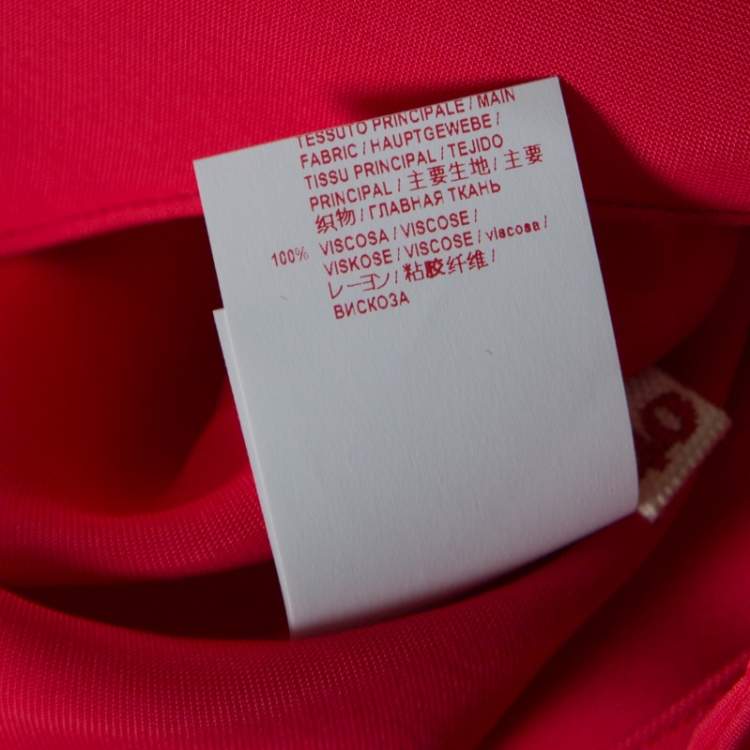 TESSUTO PRINCIPALE / MAIN
FABRIC / HAUPTGEWEBE /
TISSU PRINCIPAL / TEJIDO
PRINCIPAL / 主要生地 / 主要
织物 / ГЛАВНАЯ ТКАНЬ
100% VISCOSA / VISCOSE /
VISKOSE / VISCOSE / viscosa /
レーヨン / 粘胶纤维 /
ВИСКОЗА